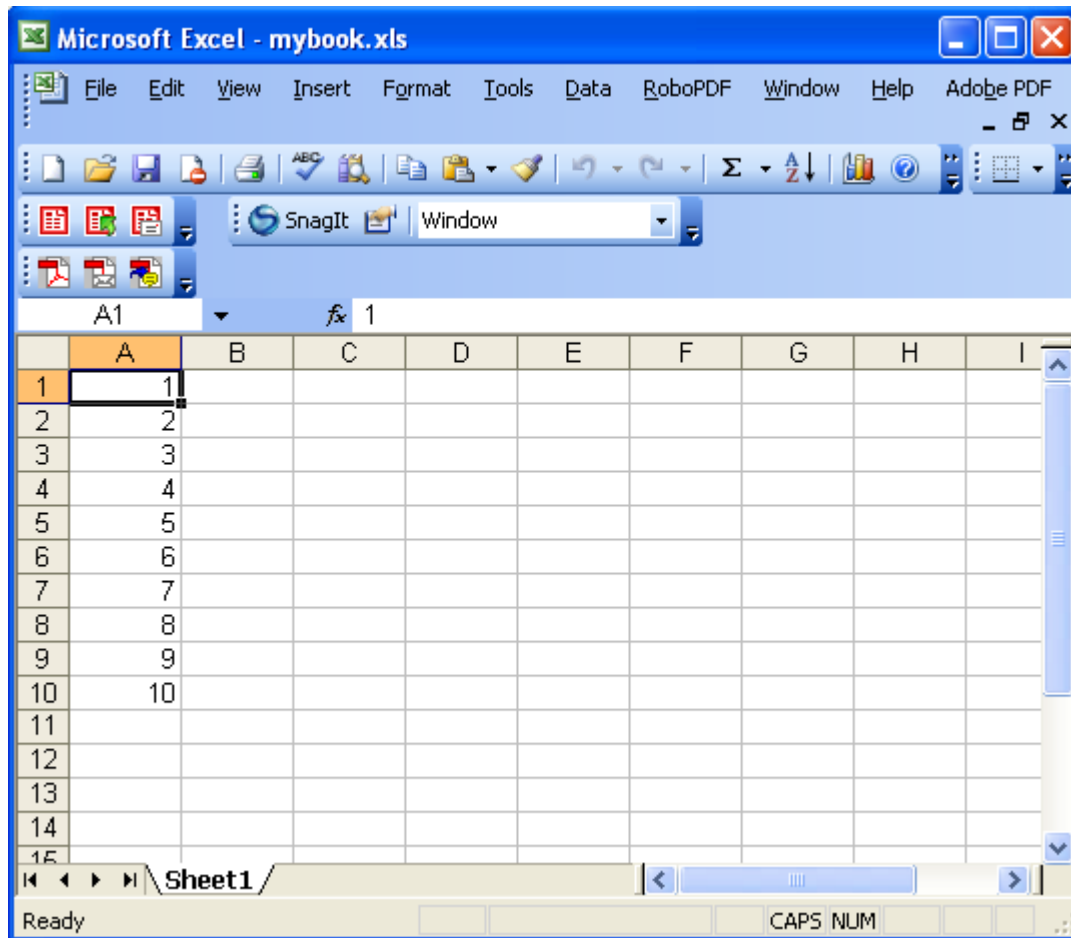 Microsoft Excel - mybook.xls
File Edit View Insert Format Tools Data RoboPDF Window Help Adobe PDF
ABC Σ A Z
SnagIt Window
A1 fx 1
A B C D E F G H I
1 1
2 2
3 3
4 4
5 5
6 6
7 7
8 8
9 9
10 10
11
12
13
14
15
Sheet1
Ready CAPS NUM